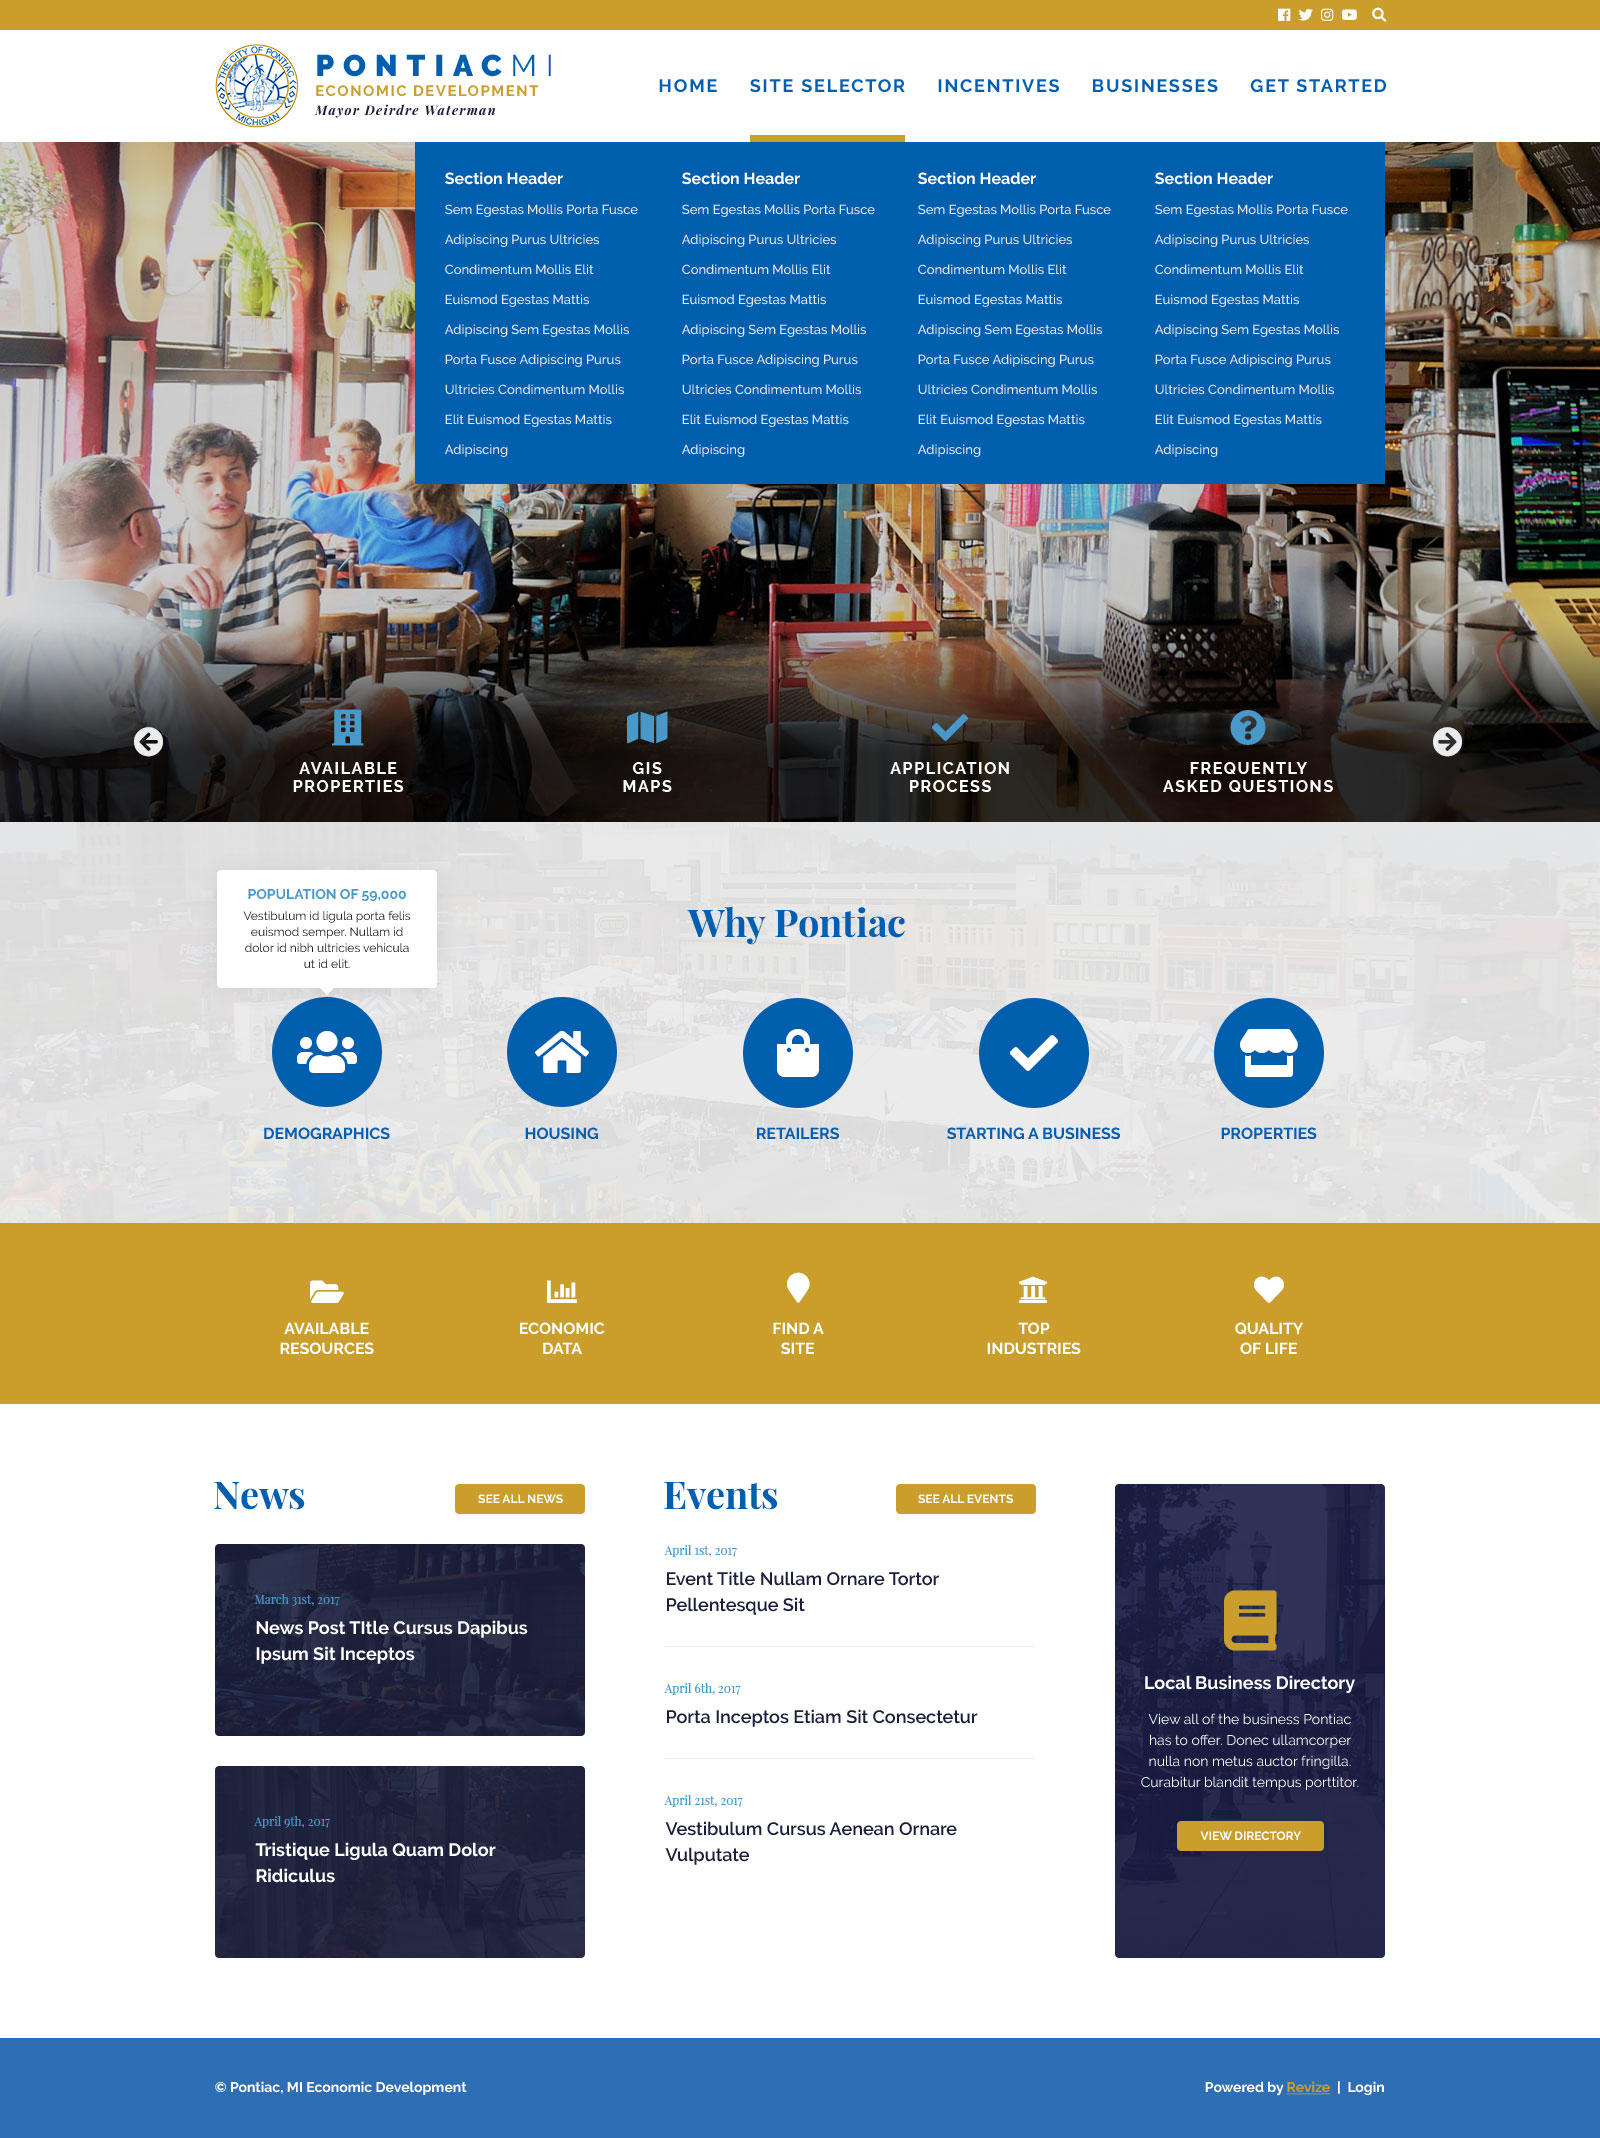 THE CITY OF PONTIAC
MICHIGAN
PONTIAC MI
ECONOMIC DEVELOPMENT
Mayor Deirdre Waterman
HOME SITE SELECTOR INCENTIVES BUSINESSES GET STARTED
Section Header
Sem Egestas Mollis Porta Fusce
Adipiscing Purus Ultricies
Condimentum Mollis Elit
Euismod Egestas Mattis
Adipiscing Sem Egestas Mollis
Porta Fusce Adipiscing Purus
Ultricies Condimentum Mollis
Elit Euismod Egestas Mattis
Adipiscing
Section Header
Sem Egestas Mollis Porta Fusce
Adipiscing Purus Ultricies
Condimentum Mollis Elit
Euismod Egestas Mattis
Adipiscing Sem Egestas Mollis
Porta Fusce Adipiscing Purus
Ultricies Condimentum Mollis
Elit Euismod Egestas Mattis
Adipiscing
Section Header
Sem Egestas Mollis Porta Fusce
Adipiscing Purus Ultricies
Condimentum Mollis Elit
Euismod Egestas Mattis
Adipiscing Sem Egestas Mollis
Porta Fusce Adipiscing Purus
Ultricies Condimentum Mollis
Elit Euismod Egestas Mattis
Adipiscing
Section Header
Sem Egestas Mollis Porta Fusce
Adipiscing Purus Ultricies
Condimentum Mollis Elit
Euismod Egestas Mattis
Adipiscing Sem Egestas Mollis
Porta Fusce Adipiscing Purus
Ultricies Condimentum Mollis
Elit Euismod Egestas Mattis
Adipiscing
AVAILABLE
PROPERTIES
GIS
MAPS
APPLICATION
PROCESS
FREQUENTLY
ASKED QUESTIONS
POPULATION OF 59,000
Vestibulum id ligula porta felis
euismod semper. Nullam id
dolor id nibh ultricies vehicula
ut id elit.
Why Pontiac
DEMOGRAPHICS
HOUSING
RETAILERS
STARTING A BUSINESS
PROPERTIES
AVAILABLE
RESOURCES
ECONOMIC
DATA
FIND A
SITE
TOP
INDUSTRIES
QUALITY
OF LIFE
News
SEE ALL NEWS
March 31st, 2017
News Post TItle Cursus Dapibus
Ipsum Sit Inceptos
April 9th, 2017
Tristique Ligula Quam Dolor
Ridiculus
Events
SEE ALL EVENTS
April 1st, 2017
Event Title Nullam Ornare Tortor
Pellentesque Sit
April 6th, 2017
Porta Inceptos Etiam Sit Consectetur
April 21st, 2017
Vestibulum Cursus Aenean Ornare
Vulputate
Local Business Directory
View all of the business Pontiac
has to offer. Donec ullamcorper
nulla non metus auctor fringilla.
Curabitur blandit tempus porttitor.
VIEW DIRECTORY
© Pontiac, MI Economic Development
Powered by Revize | Login